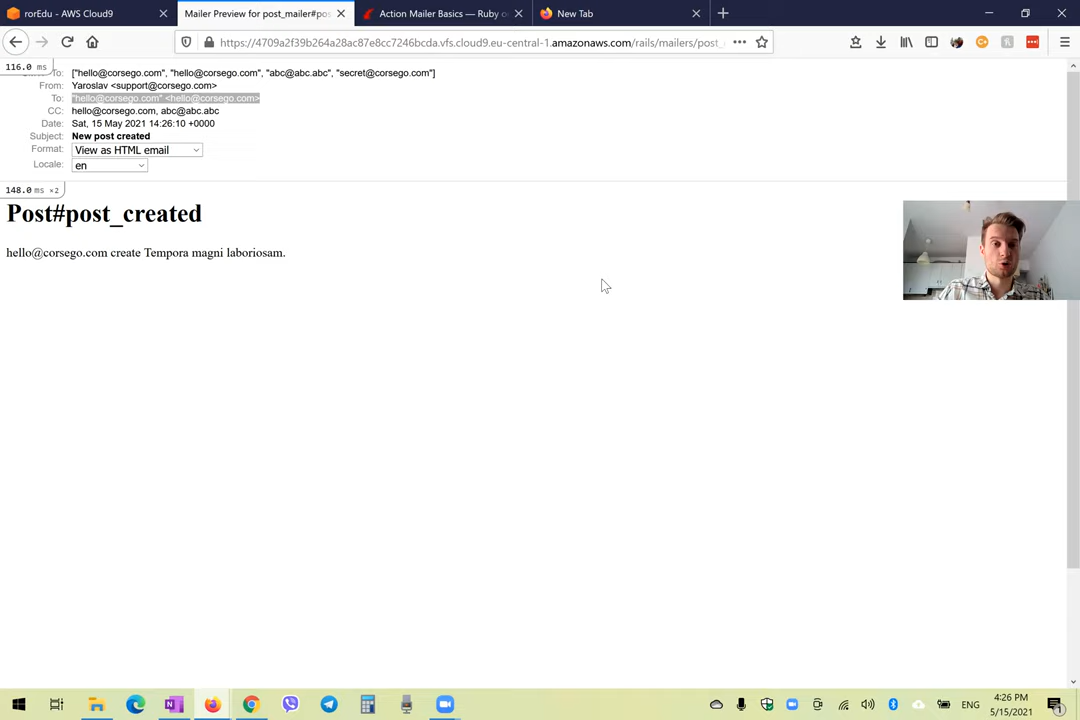 rorEdu - AWS Cloud9
Mailer Preview for post_mailer#pos
Action Mailer Basics — Ruby o
New Tab
https://4709a2f39b264a28ac87e8cc7246bcda.vfs.cloud9.eu-central-1.amazonaws.com/rails/mailers/post_
116.0 ms
To: ["hello@corsego.com", "hello@corsego.com", "abc@abc.abc", "secret@corsego.com"]
From: Yaroslav <support@corsego.com>
To: "hello@corsego.com" <hello@corsego.com>
CC: hello@corsego.com, abc@abc.abc
Date: Sat, 15 May 2021 14:26:10 +0000
Subject: New post created
Format: View as HTML email
Locale: en
148.0 ms ×2
Post#post_created
hello@corsego.com create Tempora magni laboriosam.
ENG
4:26 PM
5/15/2021